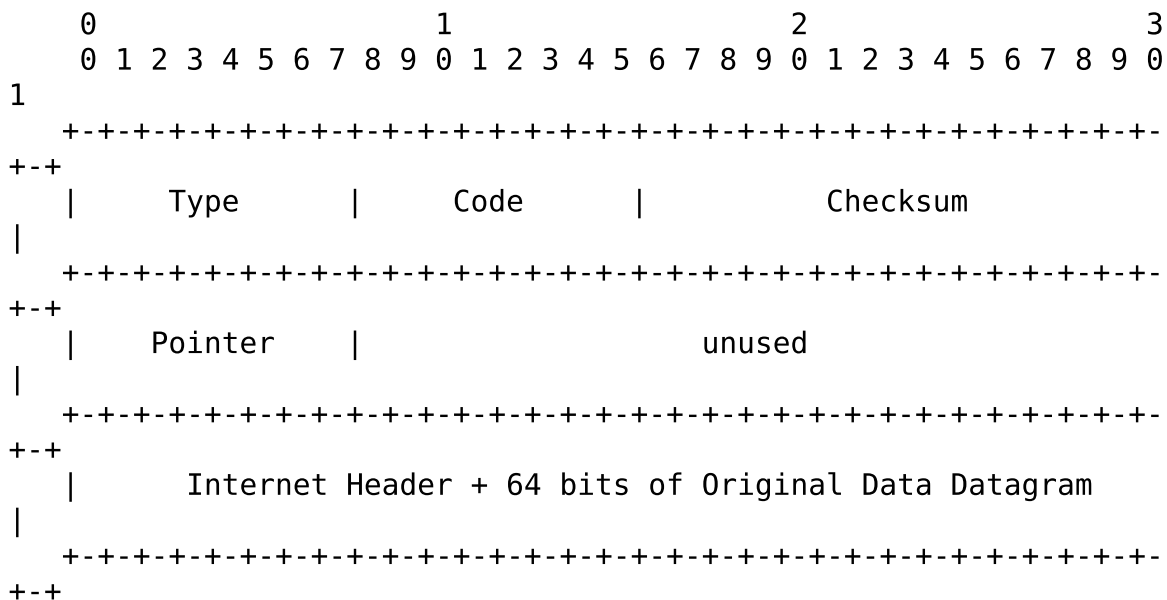 0                   1                   2                   3
    0 1 2 3 4 5 6 7 8 9 0 1 2 3 4 5 6 7 8 9 0 1 2 3 4 5 6 7 8 9 0
1
   +-+-+-+-+-+-+-+-+-+-+-+-+-+-+-+-+-+-+-+-+-+-+-+-+-+-+-+-+-+-+-
+-+
   |     Type      |     Code      |          Checksum
|
   +-+-+-+-+-+-+-+-+-+-+-+-+-+-+-+-+-+-+-+-+-+-+-+-+-+-+-+-+-+-+-
+-+
   |    Pointer    |                   unused
|
   +-+-+-+-+-+-+-+-+-+-+-+-+-+-+-+-+-+-+-+-+-+-+-+-+-+-+-+-+-+-+-
+-+
   |      Internet Header + 64 bits of Original Data Datagram
|
   +-+-+-+-+-+-+-+-+-+-+-+-+-+-+-+-+-+-+-+-+-+-+-+-+-+-+-+-+-+-+-
+-+